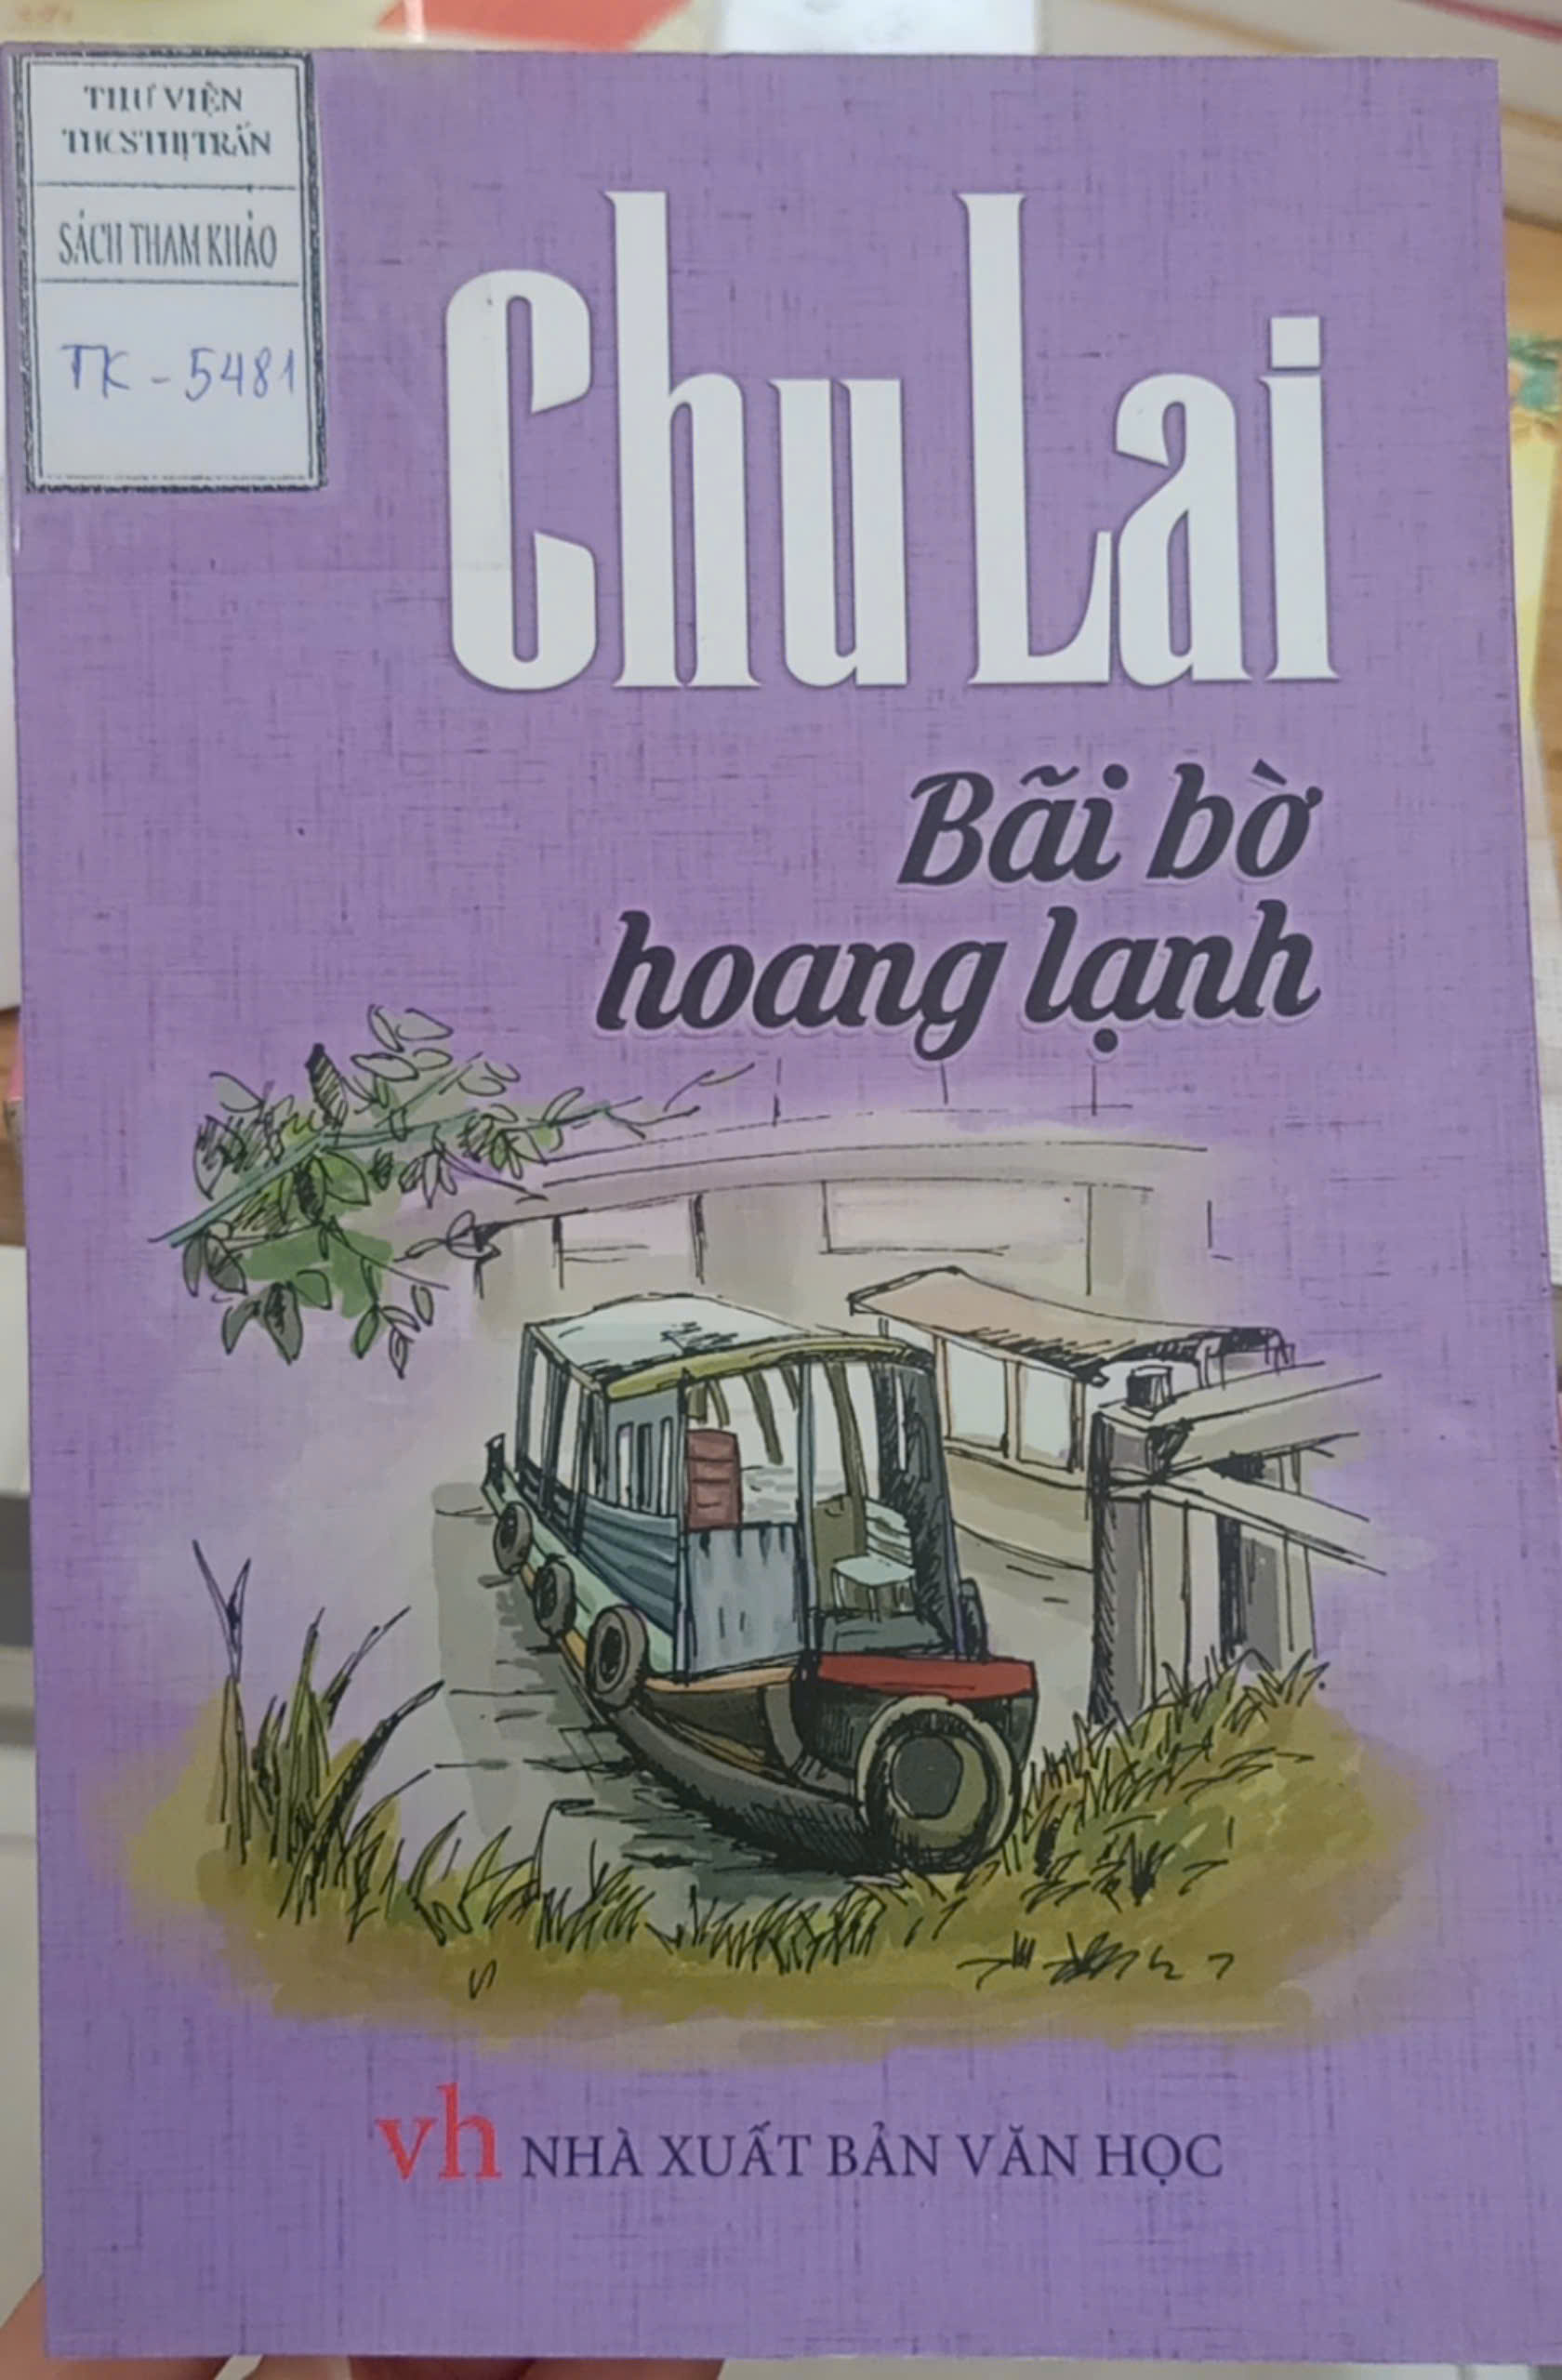 THƯ VIỆN
THCS THỊ TRẤN
SÁCH THAM KHẢO
TK - 5481
Chu Lai
Bãi bờ
hoang lạnh
vh NHÀ XUẤT BẢN VĂN HỌC